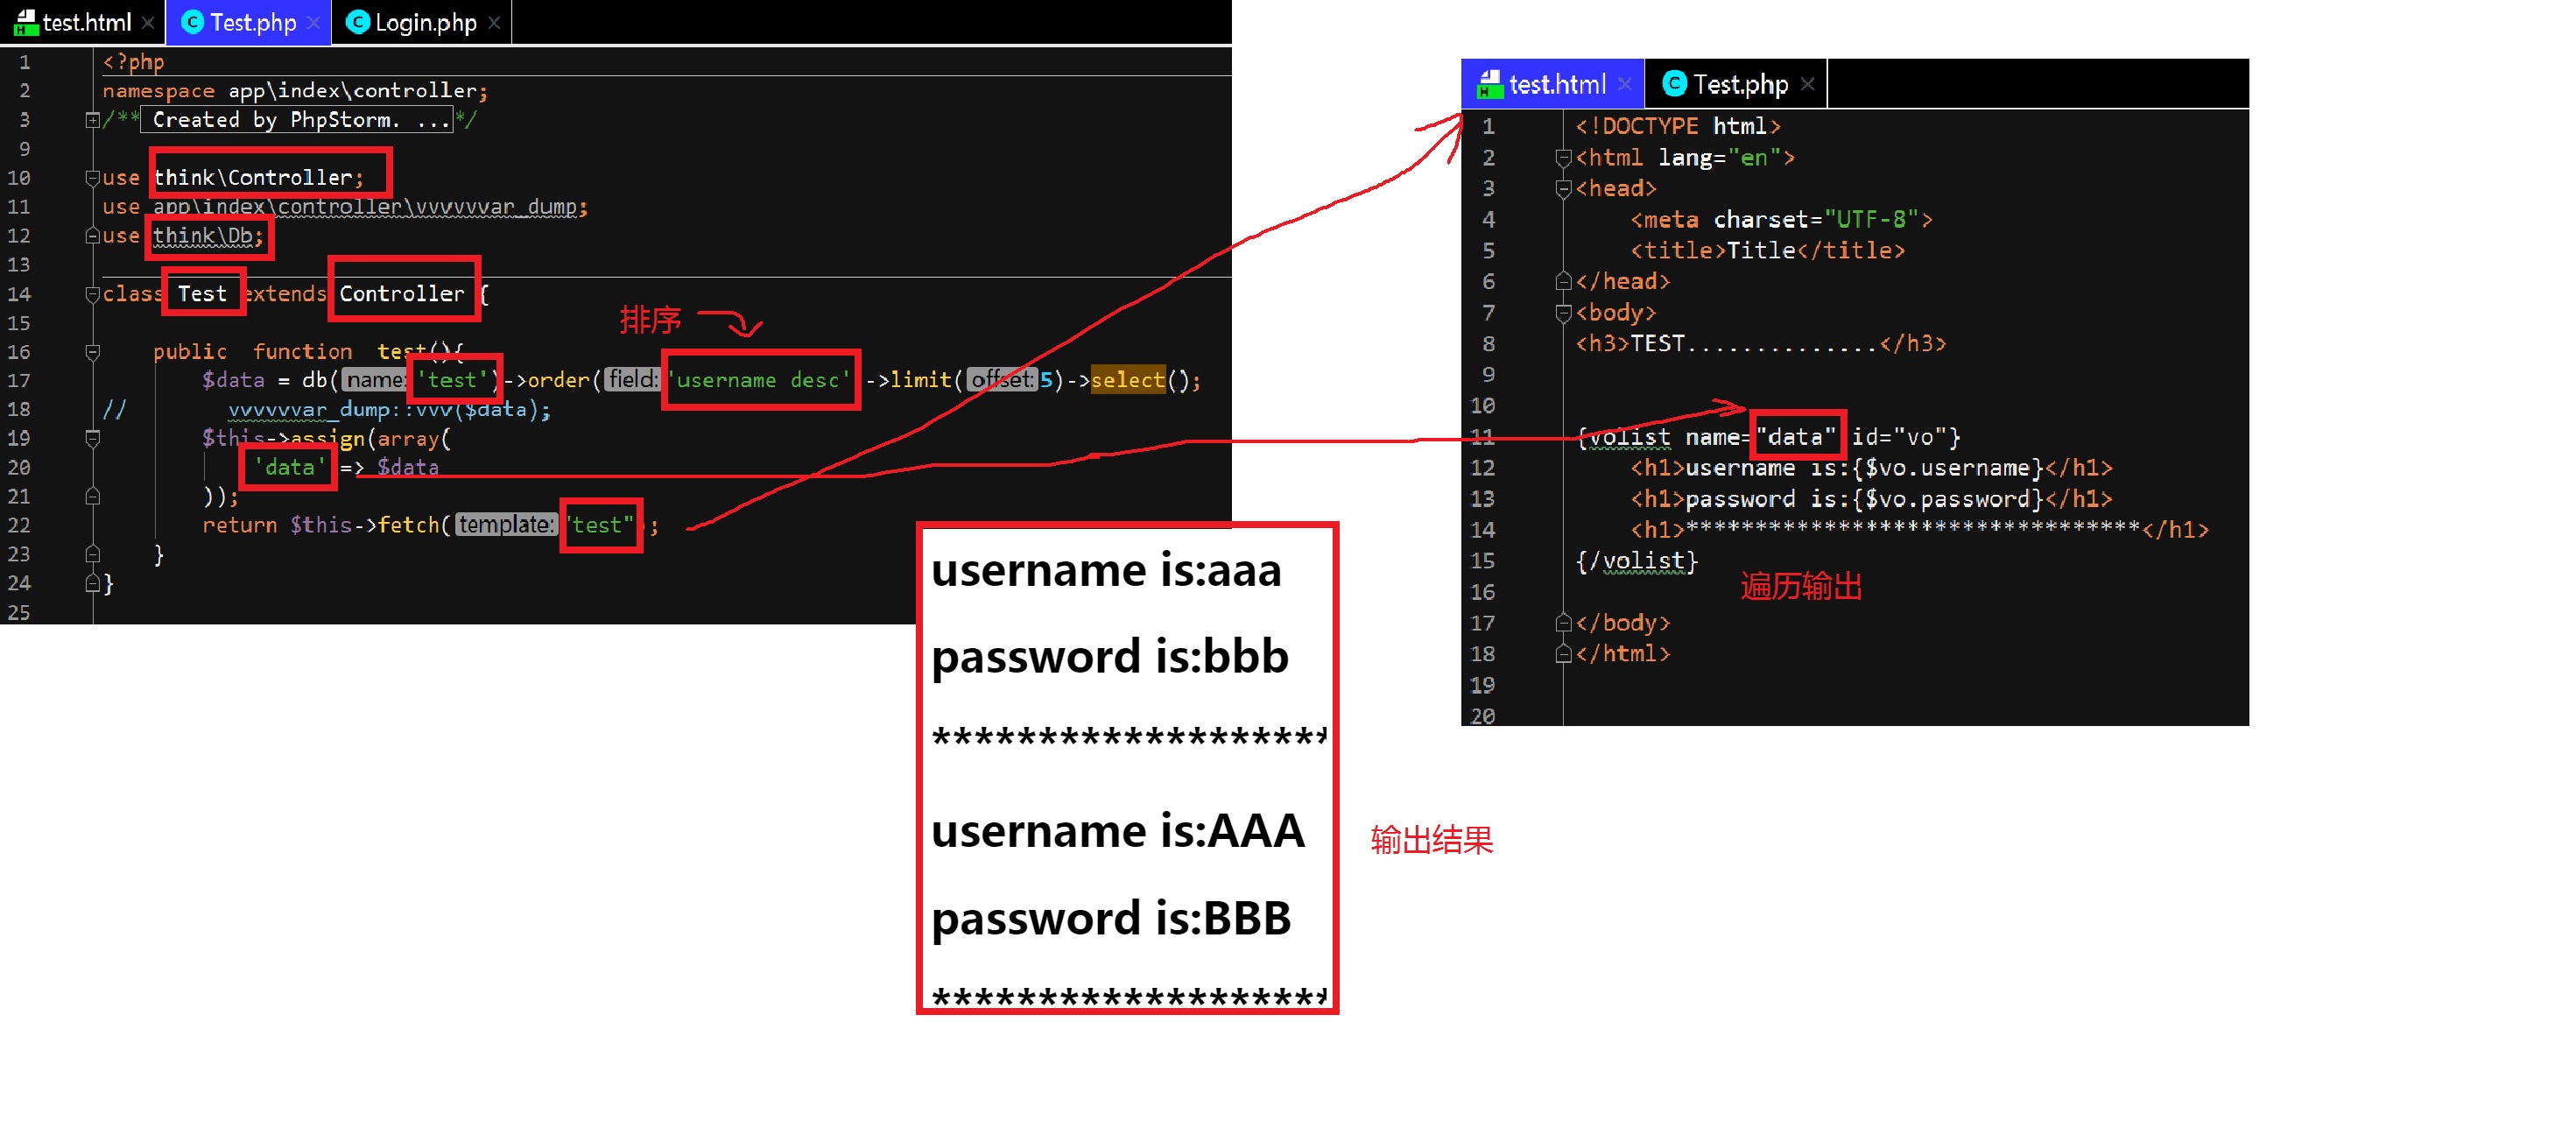 test.html
Test.php
Login.php
1 <?php
2 namespace app\index\controller;
3 /** Created by PhpStorm. ...*/
9
10 use think\Controller;
11 use app\index\controller\vvvvvvar_dump;
12 use think\Db;
13
14 class Test extends Controller {
15
排序
16 public function test(){
17 $data = db( name: 'test')->order( field: 'username desc' ->limit( offset: 5)->select();
18 // vvvvvvar_dump::vvv($data);
19 $this->assign(array(
20 'data' => $data
21 ));
22 return $this->fetch( template: "test" ;
23 }
24 }
25
test.html
Test.php
1 <!DOCTYPE html>
2 <html lang="en">
3 <head>
4 <meta charset="UTF-8">
5 <title>Title</title>
6 </head>
7 <body>
8 <h3>TEST..............</h3>
9
10
11 {volist name="data" id="vo"}
12 <h1>username is:{$vo.username}</h1>
13 <h1>password is:{$vo.password}</h1>
14 <h1>*********************************</h1>
15 {/volist}
遍历输出
16
17 </body>
18 </html>
19
20
username is:aaa
password is:bbb
*******************
username is:AAA
password is:BBB
*******************
输出结果